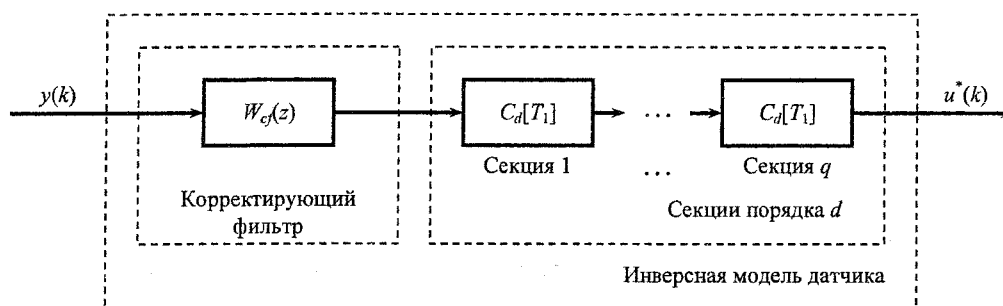 y(k)
W_cf(z)
C_d[T_1]
...
C_d[T_1]
u*(k)
Секция 1
...
Секция q
Корректирующий
фильтр
Секции порядка d
Инверсная модель датчика